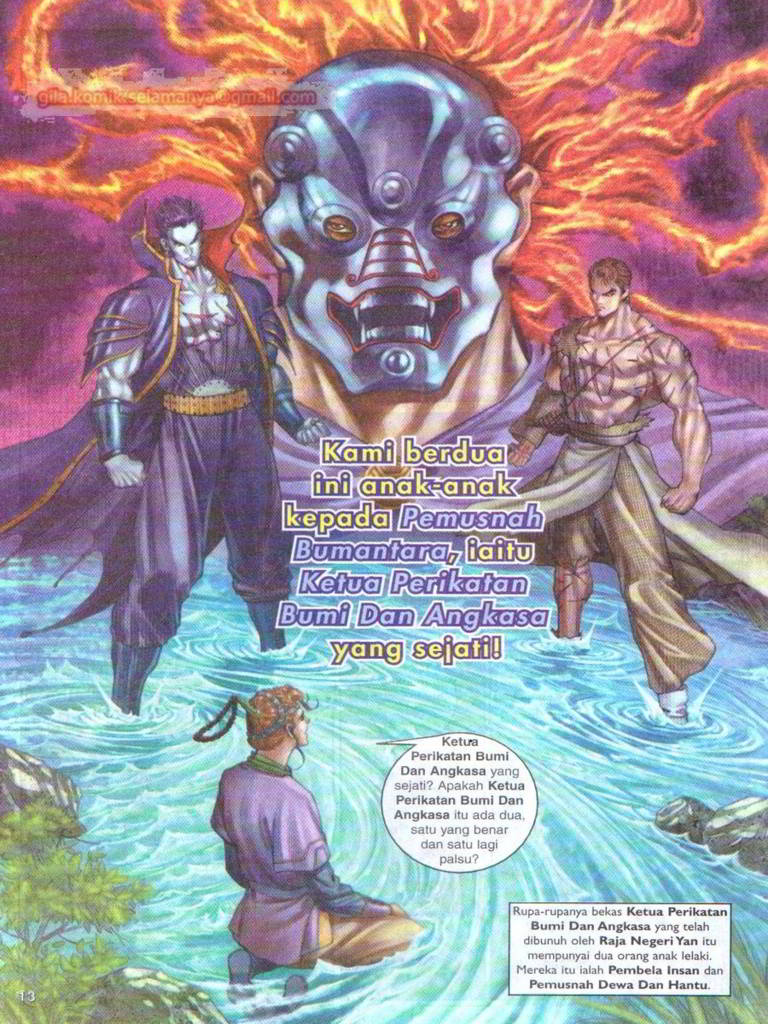 gila.komik.selamanya@gmail.com
Kami berdua
ini anak-anak
kepada Pemusnah
Bumantara, iaitu
Ketua Perikatan
Bumi Dan Angkasa
yang sejati!
Ketua
Perikatan Bumi
Dan Angkasa yang
sejati? Apakah Ketua
Perikatan Bumi Dan
Angkasa itu ada dua,
satu yang benar
dan satu lagi
palsu?
Rupa-rupanya bekas Ketua Perikatan
Bumi Dan Angkasa yang telah
dibunuh oleh Raja Negeri Yan itu
mempunyai dua orang anak lelaki.
Mereka itu ialah Pembela Insan dan
Pemusnah Dewa Dan Hantu.
13